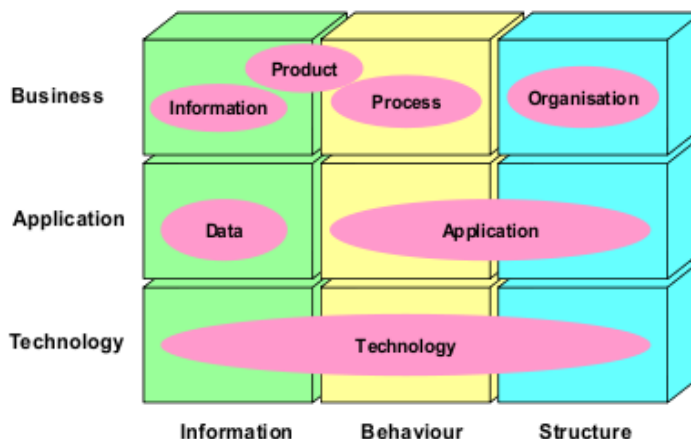 Product
Business Information Process Organisation
Application Data Application
Technology Technology
Information Behaviour Structure